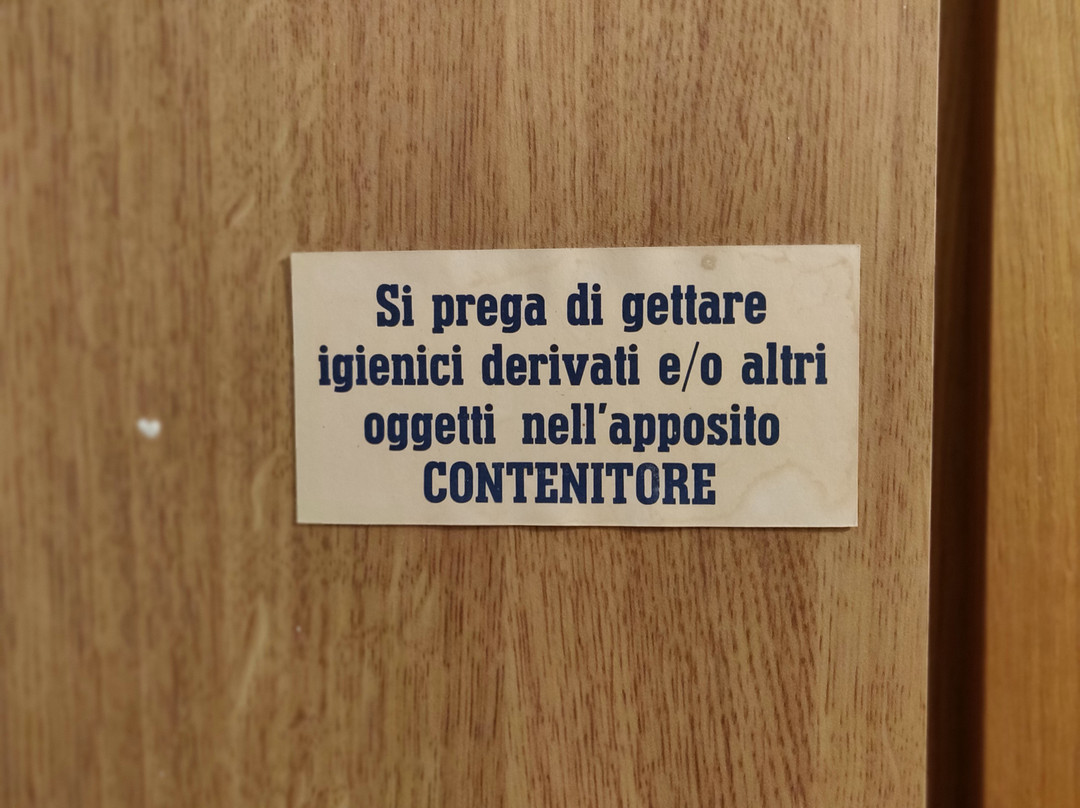 Si prega di gettare
igienici derivati e/o altri
oggetti nell'apposito
CONTENITORE